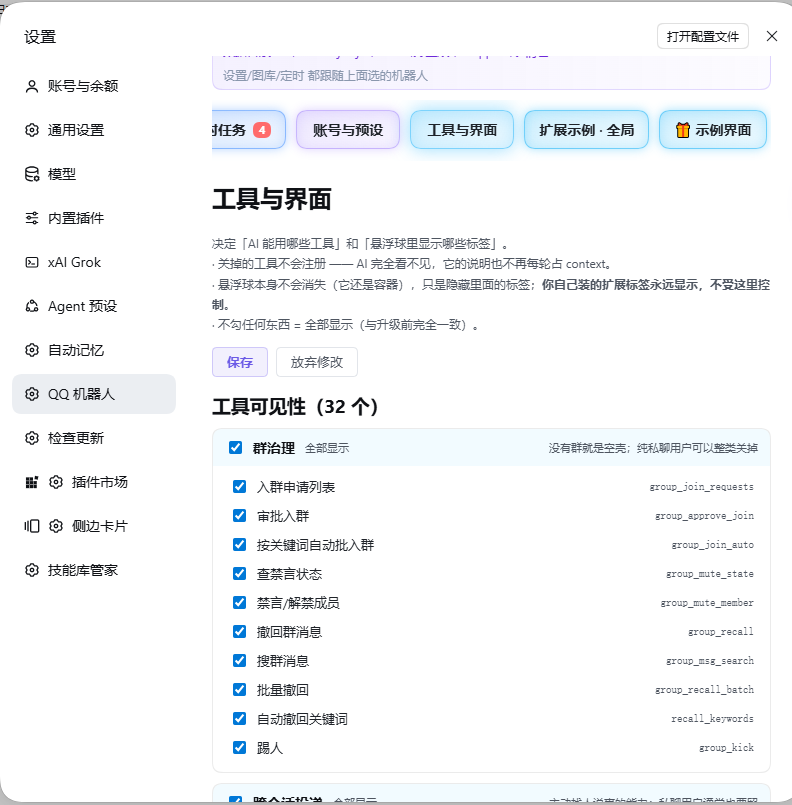 设置
打开配置文件
账号与余额
通用设置
模型
内置插件
xAI Grok
Agent 预设
自动记忆
QQ 机器人
检查更新
插件市场
侧边卡片
技能库管家
设置/图库/定时 都跟随上面选的机器人
时任务 4
账号与预设
工具与界面
扩展示例 · 全局
示例界面
工具与界面
决定「AI 能用哪些工具」和「悬浮球里显示哪些标签」。
· 关掉的工具不会注册 —— AI 完全看不见，它的说明也不再每轮占 context。
· 悬浮球本身不会消失（它还是容器），只是隐藏里面的标签；你自己装的扩展标签永远显示，不受这里控
制。
· 不勾任何东西 = 全部显示（与升级前完全一致）。
保存
放弃修改
工具可见性（32 个）
群治理 全部显示 没有群就是空壳；纯私聊用户可以整类关掉
入群申请列表 group_join_requests
审批入群 group_approve_join
按关键词自动批入群 group_join_auto
查禁言状态 group_mute_state
禁言/解禁成员 group_mute_member
撤回群消息 group_recall
搜群消息 group_msg_search
批量撤回 group_recall_batch
自动撤回关键词 recall_keywords
踢人 group_kick